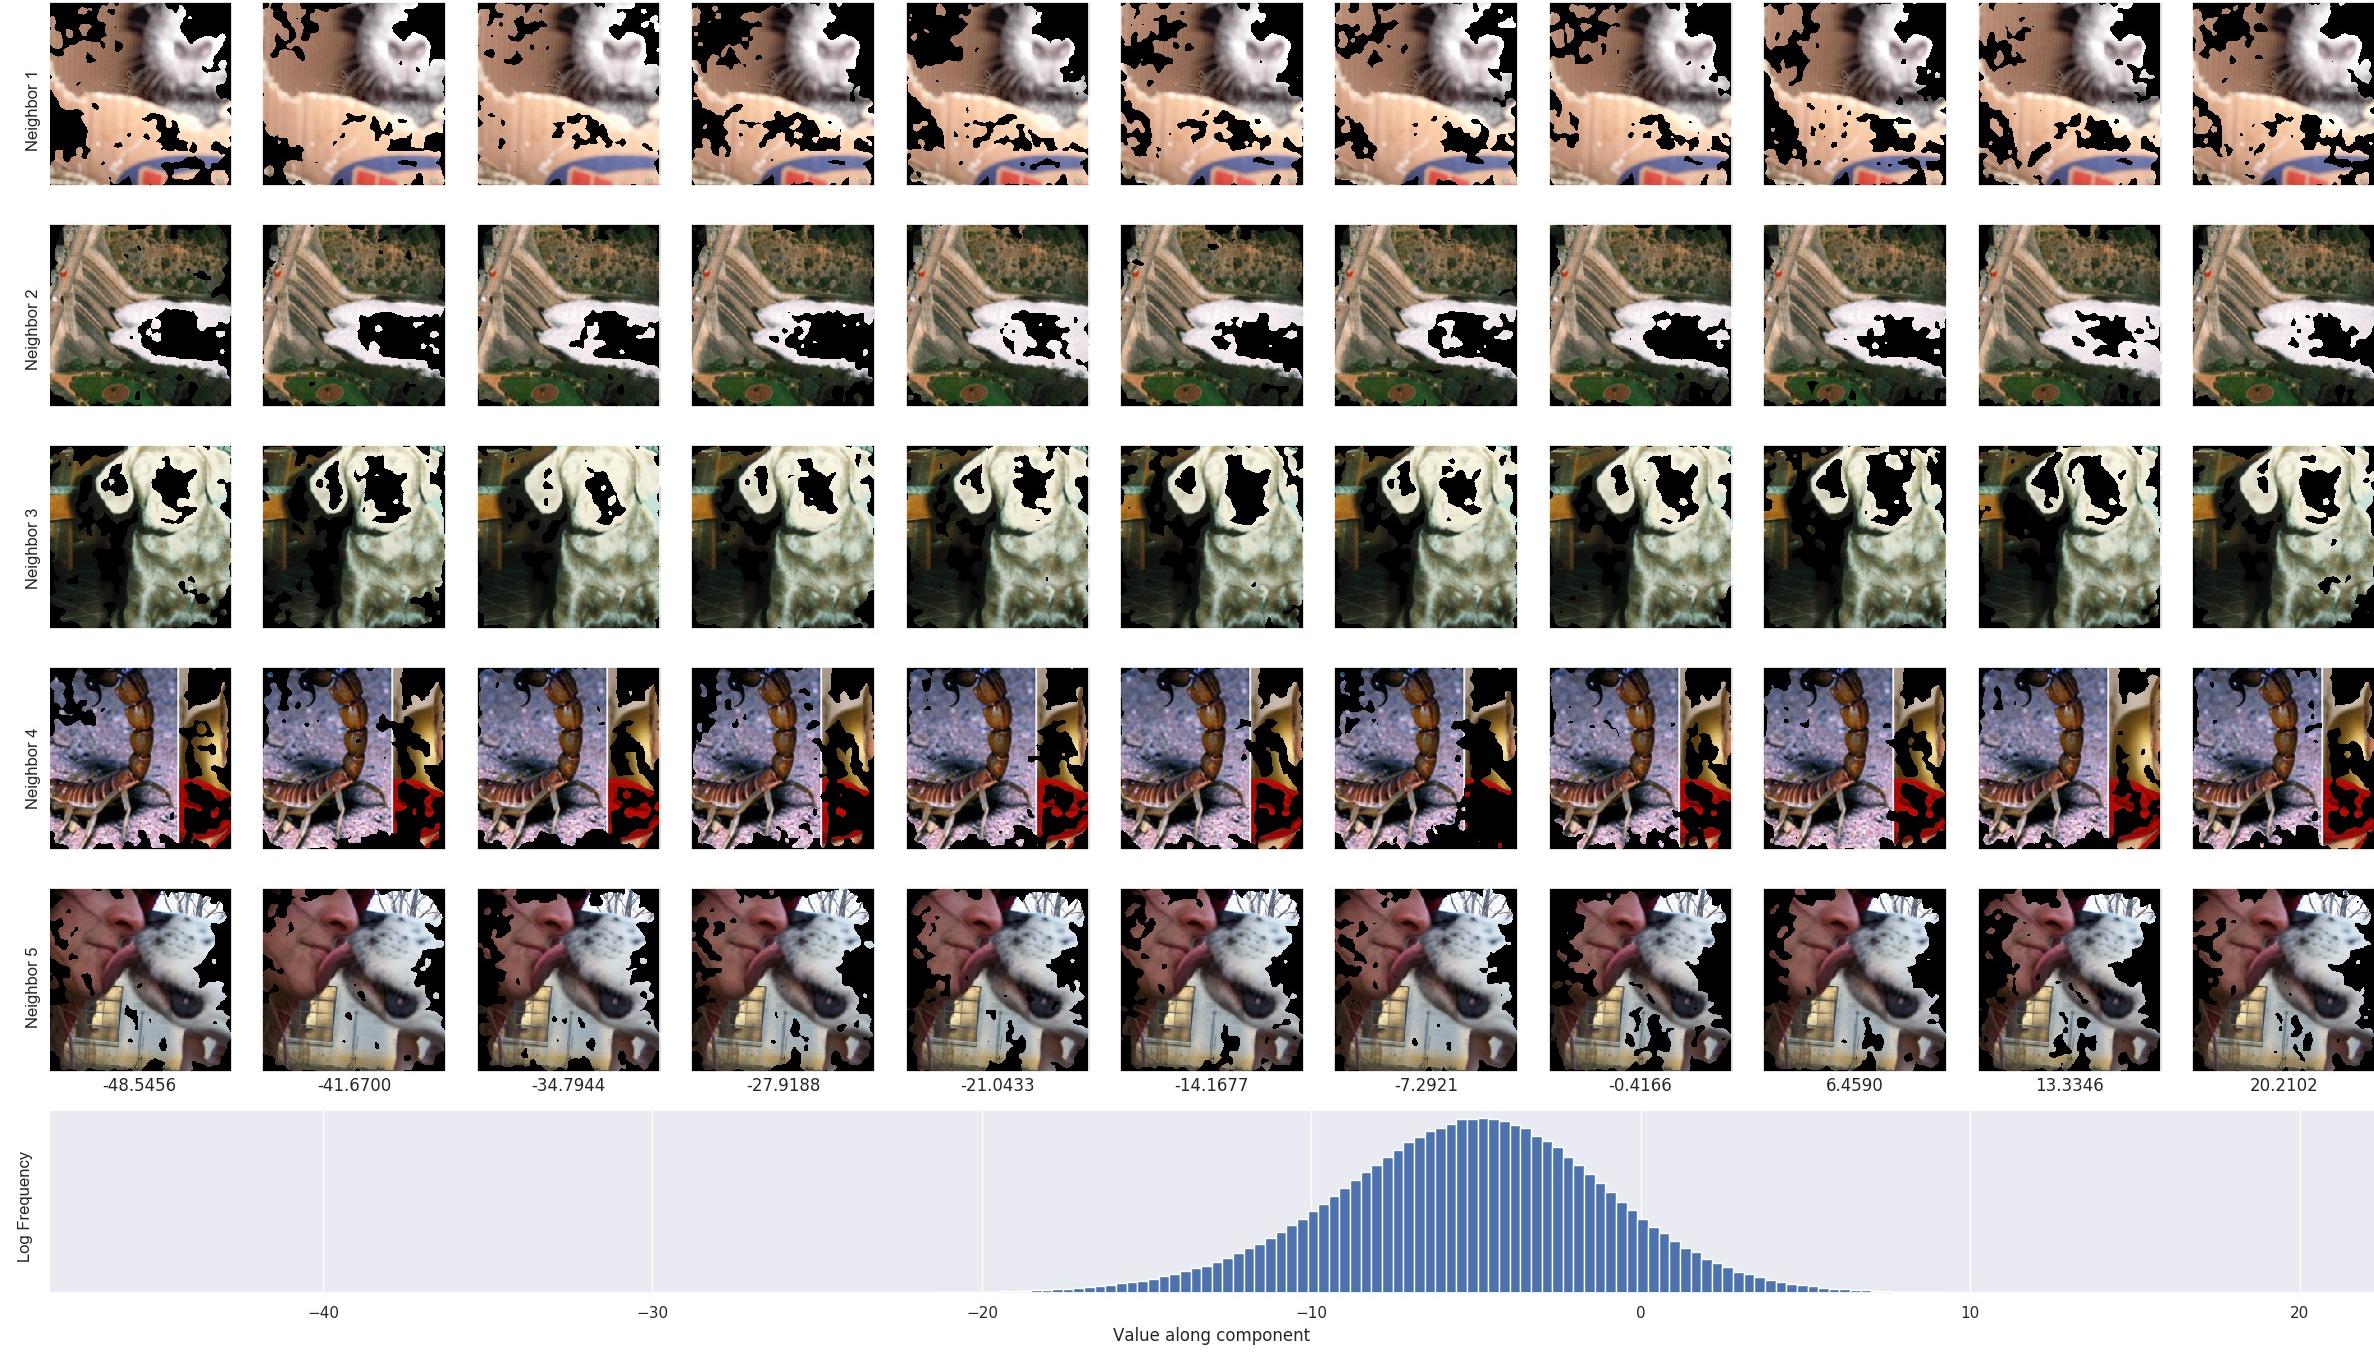 Neighbor 1
Neighbor 2
Neighbor 3
Neighbor 4
Neighbor 5
-48.5456 -41.6700 -34.7944 -27.9188 -21.0433 -14.1677 -7.2921 -0.4166 6.4590 13.3346 20.2102
Log Frequency
−40 −30 −20 −10 0 10 20
Value along component